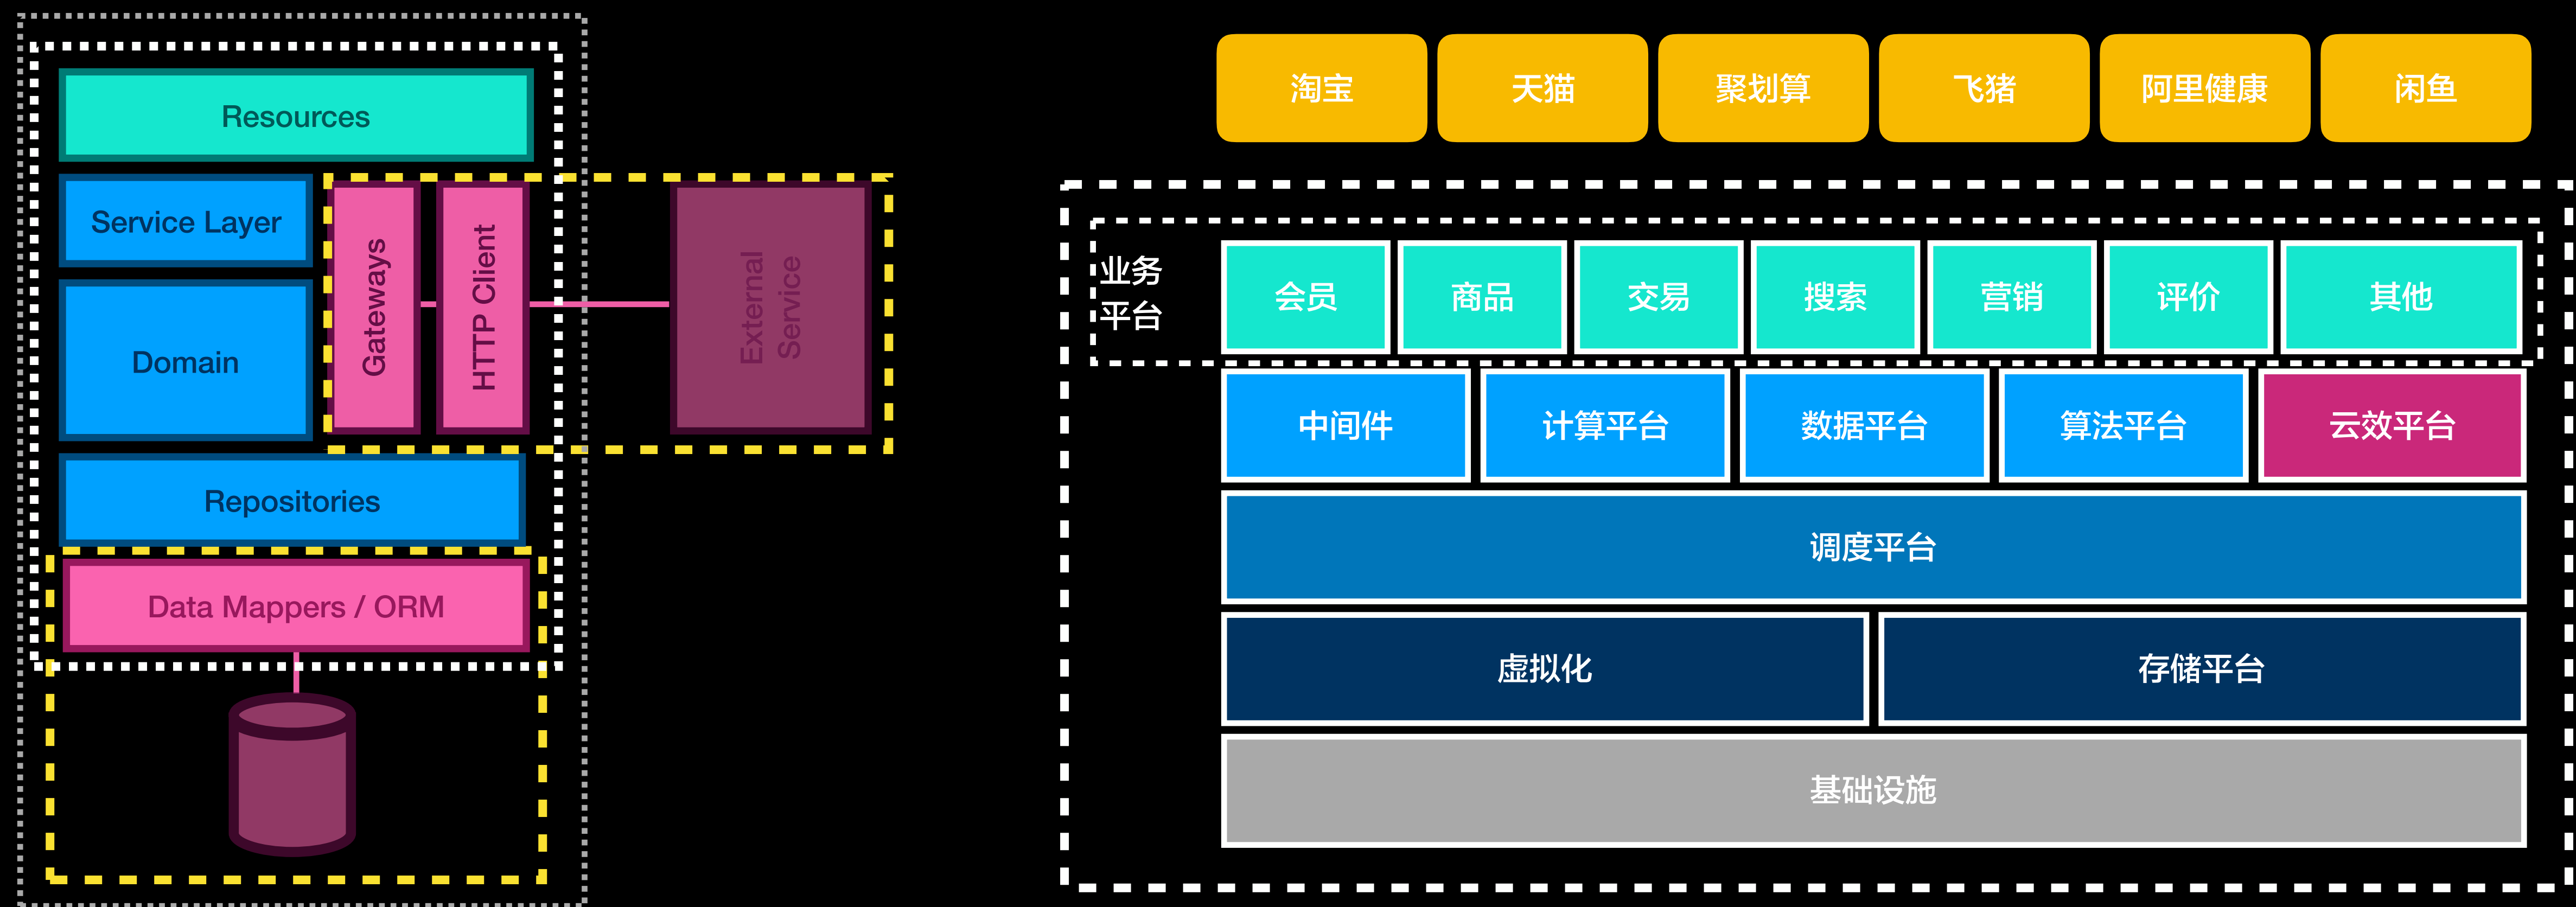 Resources
Service Layer
Domain
Gateways
HTTP Client
External
Service
Repositories
Data Mappers / ORM
淘宝
天猫
聚划算
飞猪
阿里健康
闲鱼
业务
平台
会员
商品
交易
搜索
营销
评价
其他
中间件
计算平台
数据平台
算法平台
云效平台
调度平台
虚拟化
存储平台
基础设施